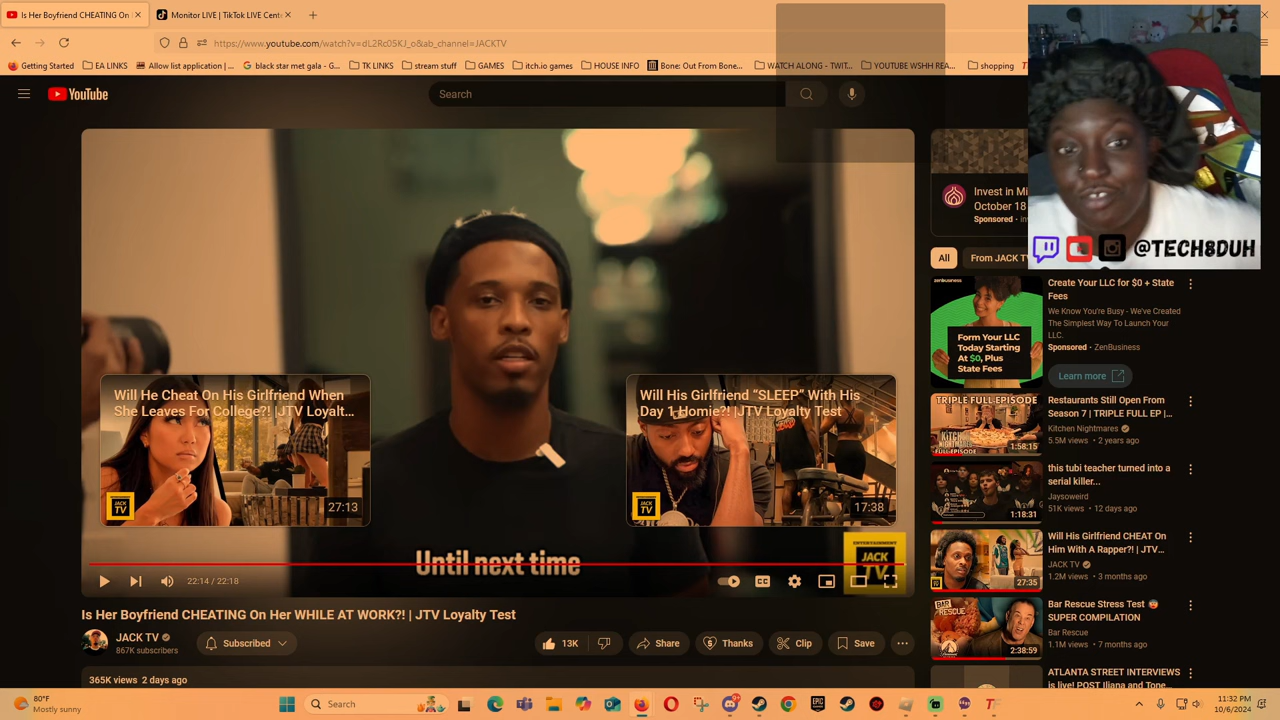 Is Her Boyfriend CHEATING On
Monitor LIVE | TikTok LIVE Cent
https://www.youtube.com/watch?v=dL2Rc05KJ_o&ab_channel=JACKTV
Getting Started
EA LINKS
Allow list application | ...
black star met gala - G...
TK LINKS
stream stuff
GAMES
itch.io games
HOUSE INFO
Bone: Out From Bone...
WATCH ALONG - TWIT...
YOUTUBE WSHH REA...
shopping
YouTube
Search
Invest in Mi
October 18
Sponsored
@TECH8DUH
All
From JACK T
Will He Cheat On His Girlfriend When
She Leaves For College?! |JTV Loyalt...
JACK
TV
27:13
Will His Girlfriend “SLEEP” With His
Day 1 Homie?! |JTV Loyalty Test
JACK
TV
17:38
Until next time
ENTERTAINMENT
JACK
TV
22:14 / 22:18
CC
Is Her Boyfriend CHEATING On Her WHILE AT WORK?! | JTV Loyalty Test
JACK TV
867K subscribers
Subscribed
13K
Share
Thanks
Clip
Save
365K views 2 days ago
zenbusiness
Form Your LLC
Today Starting
At $0, Plus
State Fees
Create Your LLC for $0 + State
Fees
We Know You're Busy - We've Created
The Simplest Way To Launch Your
LLC.
Sponsored • ZenBusiness
Learn more
TRIPLE FULL EPISODE
1:58:15
Restaurants Still Open From
Season 7 | TRIPLE FULL EP |...
Kitchen Nightmares
5.5M views • 2 years ago
1:18:31
this tubi teacher turned into a
serial killer...
Jaysoweird
51K views • 12 days ago
27:35
Will His Girlfriend CHEAT On
Him With A Rapper?! | JTV...
JACK TV
1.2M views • 3 months ago
BAR
RESCUE
2:38:59
Bar Rescue Stress Test
SUPER COMPILATION
Bar Rescue
1.1M views • 7 months ago
ATLANTA STREET INTERVIEWS
is live! POST Iliana and Tone...
80°F
Mostly sunny
Search
11:32 PM
10/6/2024